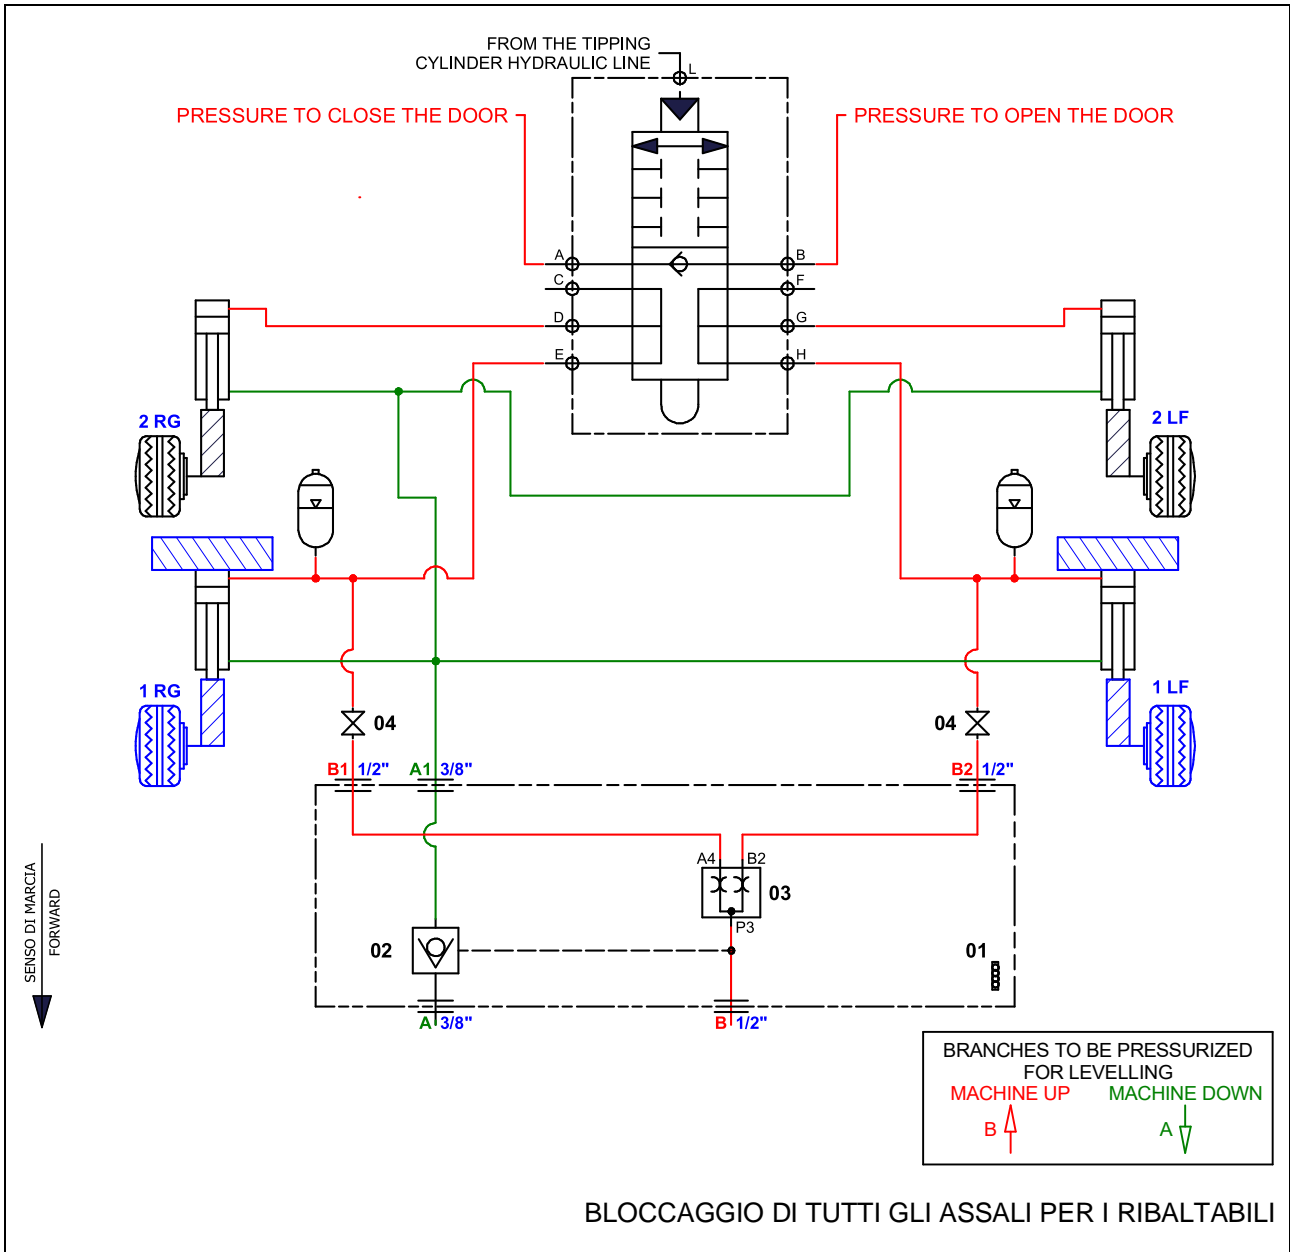 FROM THE TIPPING
CYLINDER HYDRAULIC LINE
L
PRESSURE TO CLOSE THE DOOR
PRESSURE TO OPEN THE DOOR
A
B
C
F
D
G
E
H
2 RG
2 LF
1 RG
1 LF
04
04
B1 1/2"
A1 3/8"
B2 1/2"
A4
B2
03
P3
02
01
A 3/8"
B 1/2"
SENSO DI MARCIA
FORWARD
BRANCHES TO BE PRESSURIZED
FOR LEVELLING
MACHINE UP
MACHINE DOWN
B
A
BLOCCAGGIO DI TUTTI GLI ASSALI PER I RIBALTABILI